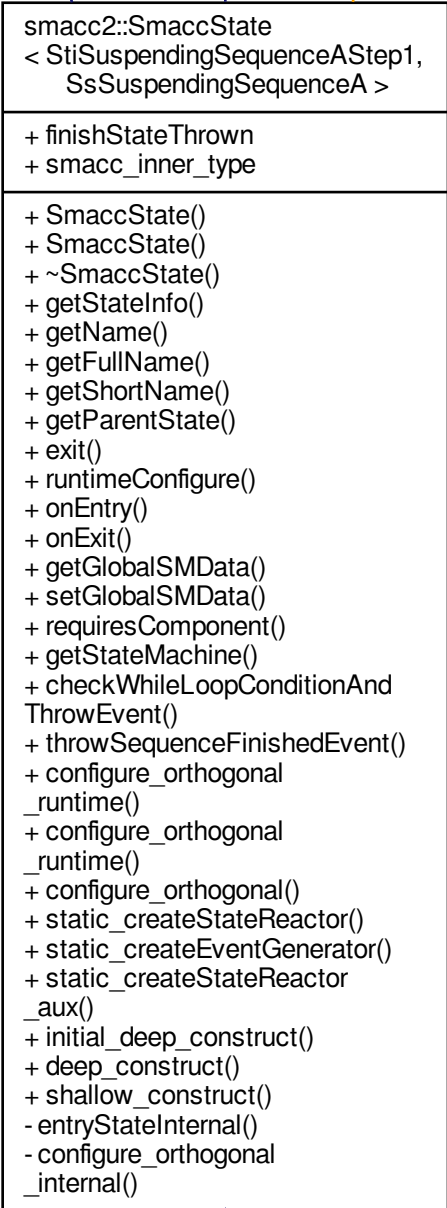 smacc2::SmaccState
< StiSuspendingSequenceAStep1,
SsSuspendingSequenceA >
+ finishStateThrown
+ smacc_inner_type
+ SmaccState()
+ SmaccState()
+ ~SmaccState()
+ getStateInfo()
+ getName()
+ getFullName()
+ getShortName()
+ getParentState()
+ exit()
+ runtimeConfigure()
+ onEntry()
+ onExit()
+ getGlobalSMData()
+ setGlobalSMData()
+ requiresComponent()
+ getStateMachine()
+ checkWhileLoopConditionAnd
ThrowEvent()
+ throwSequenceFinishedEvent()
+ configure_orthogonal
_runtime()
+ configure_orthogonal
_runtime()
+ configure_orthogonal()
+ static_createStateReactor()
+ static_createEventGenerator()
+ static_createStateReactor
_aux()
+ initial_deep_construct()
+ deep_construct()
+ shallow_construct()
- entryStateInternal()
- configure_orthogonal
_internal()